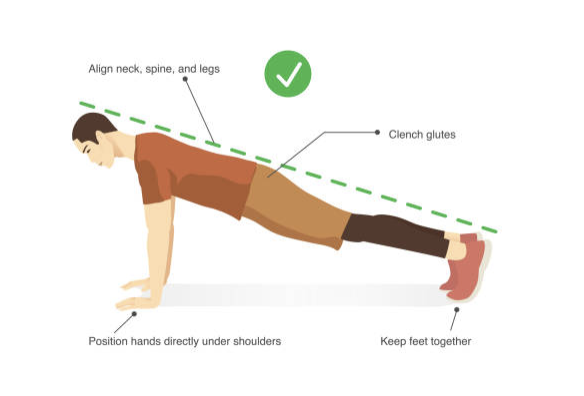 Align neck, spine, and legs
Clench glutes
Position hands directly under shoulders
Keep feet together